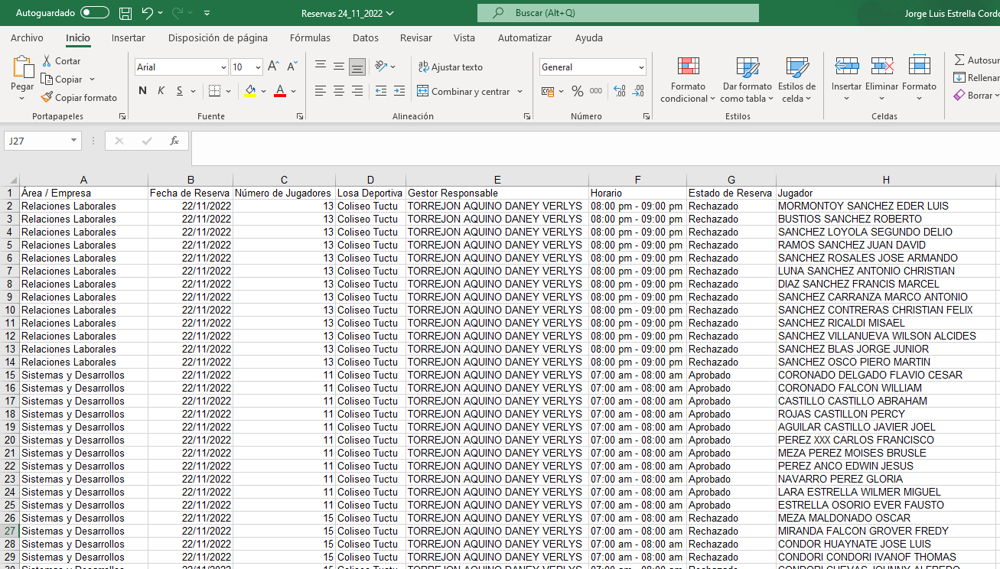 Autoguardado Reservas 24_11_2022 Buscar (Alt+Q) Jorge Luis Estrella
Archivo Inicio Insertar Disposición de página Fórmulas Datos Revisar Vista Automatizar Ayuda
Pegar Cortar Copiar Copiar formato Portapapeles
Arial 10 N K S Fuente
Ajustar texto Combinar y centrar Alineación
General % 000 Número
Formato condicional Dar formato como tabla Estilos de celda Estilos
Insertar Eliminar Formato Celdas
Borrar
J27 fx
A B C D E F G H
1 Área / Empresa Fecha de Reserva Número de Jugadores Losa Deportiva Gestor Responsable Horario Estado de Reserva Jugador
2 Relaciones Laborales 22/11/2022 13 Coliseo Tuctu TORREJON AQUINO DANEY VERLYS 08:00 pm - 09:00 pm Rechazado MORMONTOY SANCHEZ EDER LUIS
3 Relaciones Laborales 22/11/2022 13 Coliseo Tuctu TORREJON AQUINO DANEY VERLYS 08:00 pm - 09:00 pm Rechazado BUSTIOS SANCHEZ ROBERTO
4 Relaciones Laborales 22/11/2022 13 Coliseo Tuctu TORREJON AQUINO DANEY VERLYS 08:00 pm - 09:00 pm Rechazado SANCHEZ LOYOLA SEGUNDO DELIO
5 Relaciones Laborales 22/11/2022 13 Coliseo Tuctu TORREJON AQUINO DANEY VERLYS 08:00 pm - 09:00 pm Rechazado RAMOS SANCHEZ JUAN DAVID
6 Relaciones Laborales 22/11/2022 13 Coliseo Tuctu TORREJON AQUINO DANEY VERLYS 08:00 pm - 09:00 pm Rechazado SANCHEZ ROSALES JOSE ARMANDO
7 Relaciones Laborales 22/11/2022 13 Coliseo Tuctu TORREJON AQUINO DANEY VERLYS 08:00 pm - 09:00 pm Rechazado LUNA SANCHEZ ANTONIO CHRISTIAN
8 Relaciones Laborales 22/11/2022 13 Coliseo Tuctu TORREJON AQUINO DANEY VERLYS 08:00 pm - 09:00 pm Rechazado DIAZ SANCHEZ FRANCIS MARCEL
9 Relaciones Laborales 22/11/2022 13 Coliseo Tuctu TORREJON AQUINO DANEY VERLYS 08:00 pm - 09:00 pm Rechazado SANCHEZ CARRANZA MARCO ANTONIO
10 Relaciones Laborales 22/11/2022 13 Coliseo Tuctu TORREJON AQUINO DANEY VERLYS 08:00 pm - 09:00 pm Rechazado SANCHEZ CONTRERAS CHRISTIAN FELIX
11 Relaciones Laborales 22/11/2022 13 Coliseo Tuctu TORREJON AQUINO DANEY VERLYS 08:00 pm - 09:00 pm Rechazado SANCHEZ RICALDI MISAEL
12 Relaciones Laborales 22/11/2022 13 Coliseo Tuctu TORREJON AQUINO DANEY VERLYS 08:00 pm - 09:00 pm Rechazado SANCHEZ VILLANUEVA WILSON ALCIDES
13 Relaciones Laborales 22/11/2022 13 Coliseo Tuctu TORREJON AQUINO DANEY VERLYS 08:00 pm - 09:00 pm Rechazado SANCHEZ BLAS JORGE JUNIOR
14 Relaciones Laborales 22/11/2022 13 Coliseo Tuctu TORREJON AQUINO DANEY VERLYS 08:00 pm - 09:00 pm Rechazado SANCHEZ OSCO PIERO MARTIN
15 Sistemas y Desarrollos 22/11/2022 11 Coliseo Tuctu TORREJON AQUINO DANEY VERLYS 07:00 am - 08:00 am Aprobado CORONADO DELGADO FLAVIO CESAR
16 Sistemas y Desarrollos 22/11/2022 11 Coliseo Tuctu TORREJON AQUINO DANEY VERLYS 07:00 am - 08:00 am Aprobado CORONADO FALCON WILLIAM
17 Sistemas y Desarrollos 22/11/2022 11 Coliseo Tuctu TORREJON AQUINO DANEY VERLYS 07:00 am - 08:00 am Aprobado CASTILLO CASTILLO ABRAHAM
18 Sistemas y Desarrollos 22/11/2022 11 Coliseo Tuctu TORREJON AQUINO DANEY VERLYS 07:00 am - 08:00 am Aprobado ROJAS CASTILLON PERCY
19 Sistemas y Desarrollos 22/11/2022 11 Coliseo Tuctu TORREJON AQUINO DANEY VERLYS 07:00 am - 08:00 am Aprobado AGUILAR CASTILLO JAVIER JOEL
20 Sistemas y Desarrollos 22/11/2022 11 Coliseo Tuctu TORREJON AQUINO DANEY VERLYS 07:00 am - 08:00 am Aprobado PEREZ XXX CARLOS FRANCISCO
21 Sistemas y Desarrollos 22/11/2022 11 Coliseo Tuctu TORREJON AQUINO DANEY VERLYS 07:00 am - 08:00 am Aprobado MEZA PEREZ MOISES BRUSLE
22 Sistemas y Desarrollos 22/11/2022 11 Coliseo Tuctu TORREJON AQUINO DANEY VERLYS 07:00 am - 08:00 am Aprobado PEREZ ANCO EDWIN JESUS
23 Sistemas y Desarrollos 22/11/2022 11 Coliseo Tuctu TORREJON AQUINO DANEY VERLYS 07:00 am - 08:00 am Aprobado NAVARRO PEREZ GLORIA
24 Sistemas y Desarrollos 22/11/2022 11 Coliseo Tuctu TORREJON AQUINO DANEY VERLYS 07:00 am - 08:00 am Aprobado LARA ESTRELLA WILMER MIGUEL
25 Sistemas y Desarrollos 22/11/2022 11 Coliseo Tuctu TORREJON AQUINO DANEY VERLYS 07:00 am - 08:00 am Aprobado ESTRELLA OSORIO EVER FAUSTO
26 Sistemas y Desarrollos 22/11/2022 15 Coliseo Tuctu TORREJON AQUINO DANEY VERLYS 07:00 am - 08:00 am Rechazado MEZA MALDONADO OSCAR
27 Sistemas y Desarrollos 22/11/2022 15 Coliseo Tuctu TORREJON AQUINO DANEY VERLYS 07:00 am - 08:00 am Rechazado MIRANDA FALCON GROVER FREDY
28 Sistemas y Desarrollos 22/11/2022 15 Coliseo Tuctu TORREJON AQUINO DANEY VERLYS 07:00 am - 08:00 am Rechazado CONDOR HUAYNATE JOSE LUIS
29 Sistemas y Desarrollos 22/11/2022 15 Coliseo Tuctu TORREJON AQUINO DANEY VERLYS 07:00 am - 08:00 am Rechazado CONDORI CONDORI IVANOF THOMAS